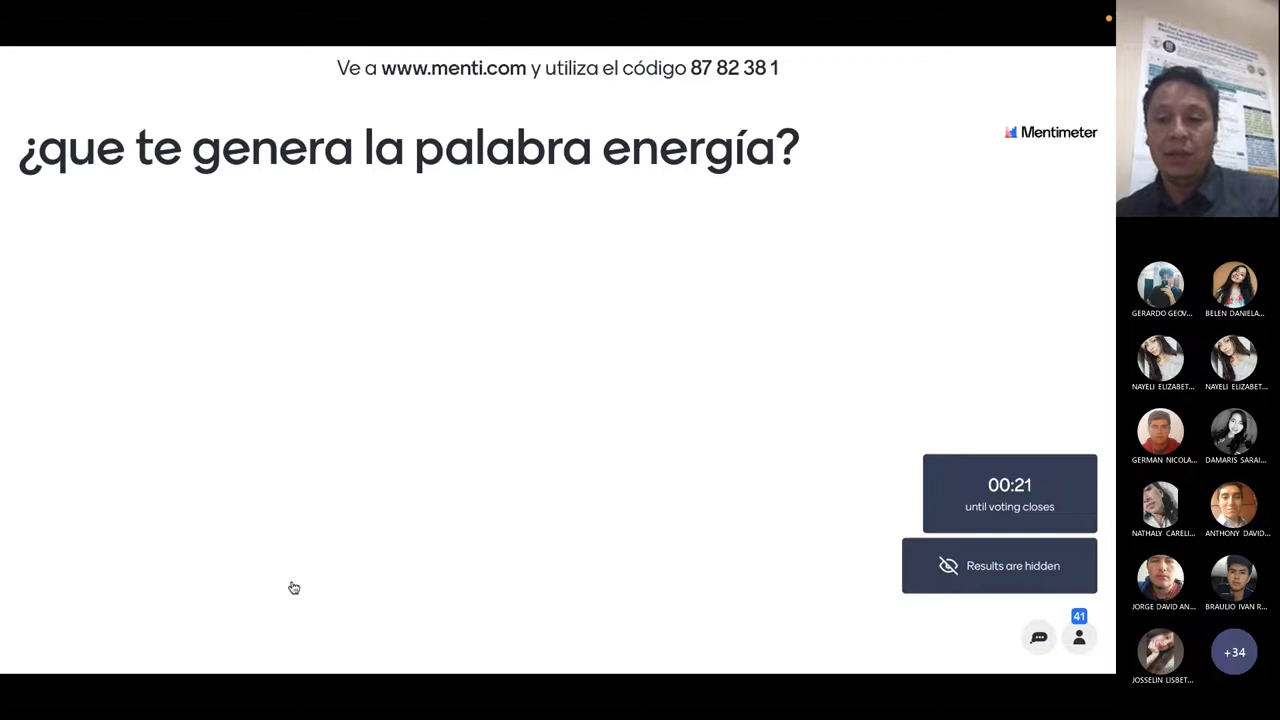 Ve a www.menti.com y utiliza el código 87 82 38 1
¿que te genera la palabra energía?
Mentimeter
00:21
until voting closes
Results are hidden
41
GERARDO GEOV...
BELEN DANIELA...
NAYELI ELIZABET...
NAYELI ELIZABET...
GERMAN NICOLA...
DAMARIS SARAI...
NATHALY CARELI...
ANTHONY DAVID...
JORGE DAVID AN...
BRAULIO IVAN R...
JOSSELIN LISBET...
+34